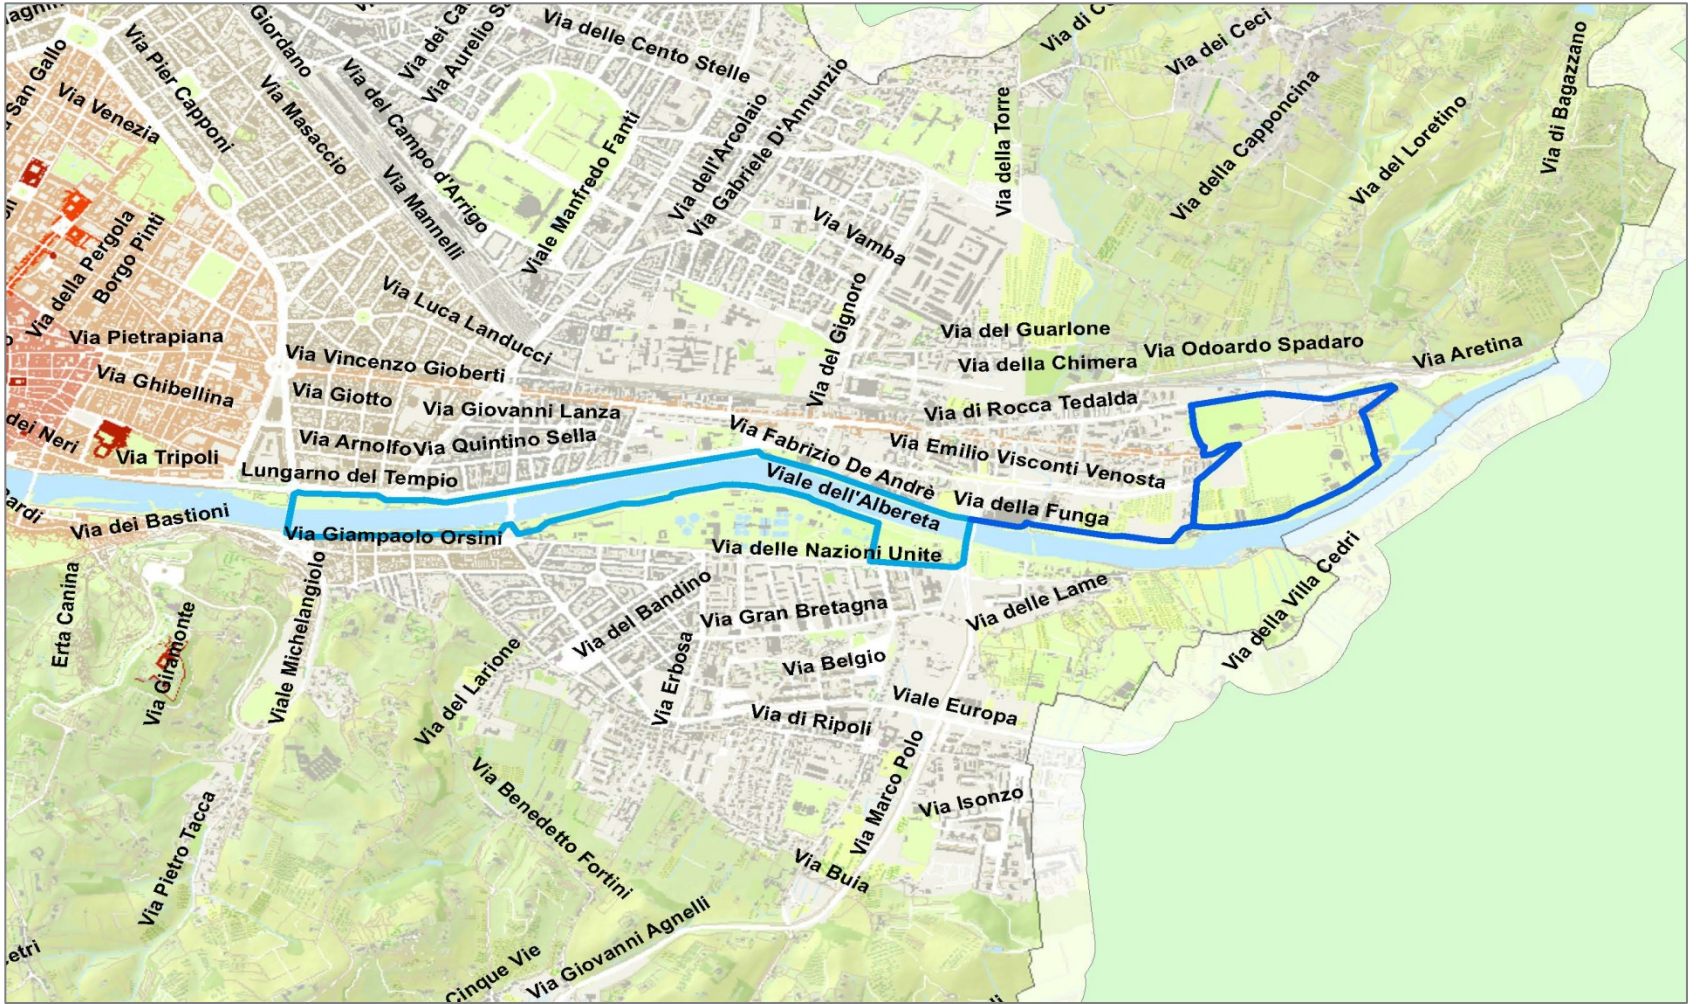 San Gallo
Via Venezia
Via Pier Capponi
Giordano
Via Masaccio
Via del Campo d'Arrigo
Via Mannelli
Via delle Cento Stelle
Viale Manfredo Fanti
Via dell'Arcolaio
Via Gabriele D'Annunzio
Via Vamba
Via della Torre
Via dei Ceci
Via della Capponcina
Via del Loretino
Via di Bagazzano
Via della Pergola
Borgo Pinti
Via Pietrapiana
Via Ghibellina
dei Neri
Via Tripoli
Via Luca Landucci
Via Vincenzo Gioberti
Via Giotto
Via Giovanni Lanza
Via Arnolfo
Via Quintino Sella
Lungarno del Tempio
Via del Gignoro
Via del Guarlone
Via della Chimera
Via Odoardo Spadaro
Via Aretina
Via di Rocca Tedalda
Via Fabrizio De Andrè
Via Emilio Visconti Venosta
Viale dell'Albereta
Via della Funga
Via dei Bastioni
Via Giampaolo Orsini
Via delle Nazioni Unite
Via delle Lame
Via della Villa Cedri
Erta Canina
Via Giramonte
Viale Michelangiolo
Via del Larione
Via del Bandino
Via Erbosa
Via Gran Bretagna
Via Belgio
Viale Europa
Via di Ripoli
Via Marco Polo
Via Isonzo
Via Pietro Tacca
Via Benedetto Fortini
Via Buia
Via Giovanni Agnelli
Cinque Vie
etri